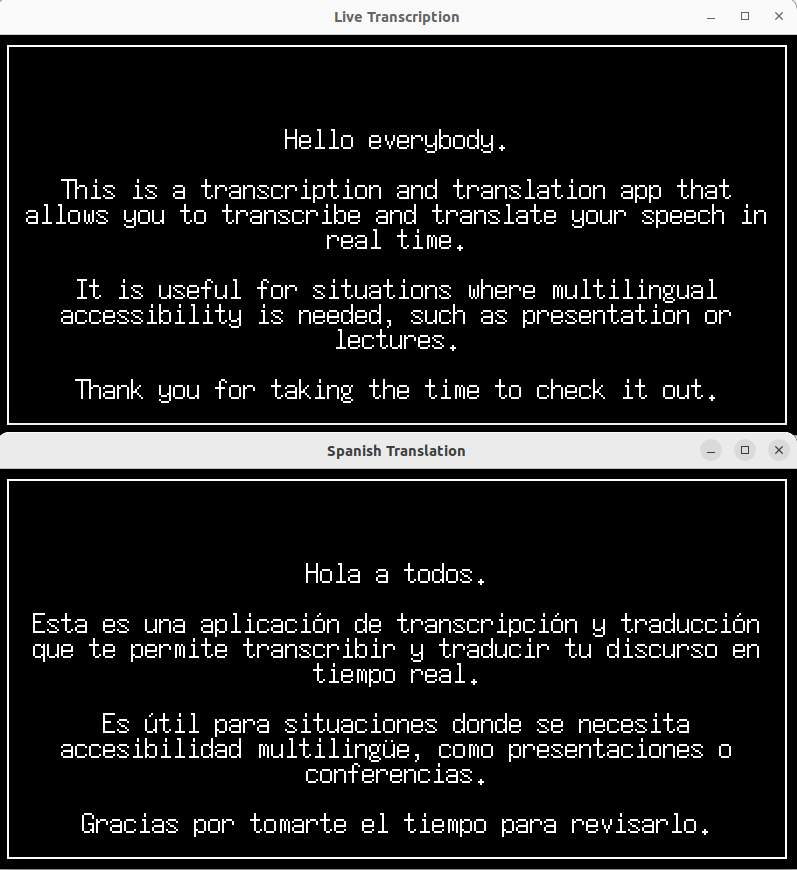 Live Transcription
Hello everybody.
This is a transcription and translation app that
allows you to transcribe and translate your speech in
real time.
It is useful for situations where multilingual
accessibility is needed, such as presentation or
lectures.
Thank you for taking the time to check it out.
Spanish Translation
Hola a todos.
Esta es una aplicación de transcripción y traducción
que te permite transcribir y traducir tu discurso en
tiempo real.
Es útil para situaciones donde se necesita
accesibilidad multilingüe, como presentaciones o
conferencias.
Gracias por tomarte el tiempo para revisarlo.